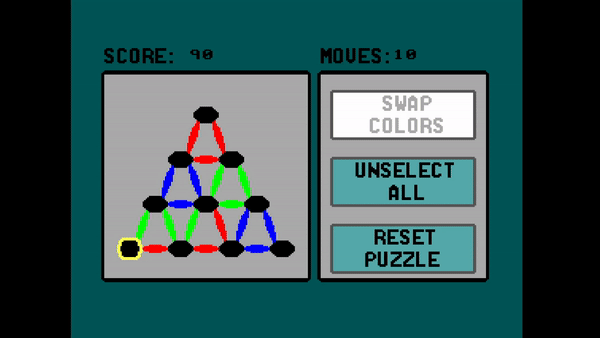 SCORE: 90 MOVES:10
SWAP
COLORS
UNSELECT
ALL
RESET
PUZZLE